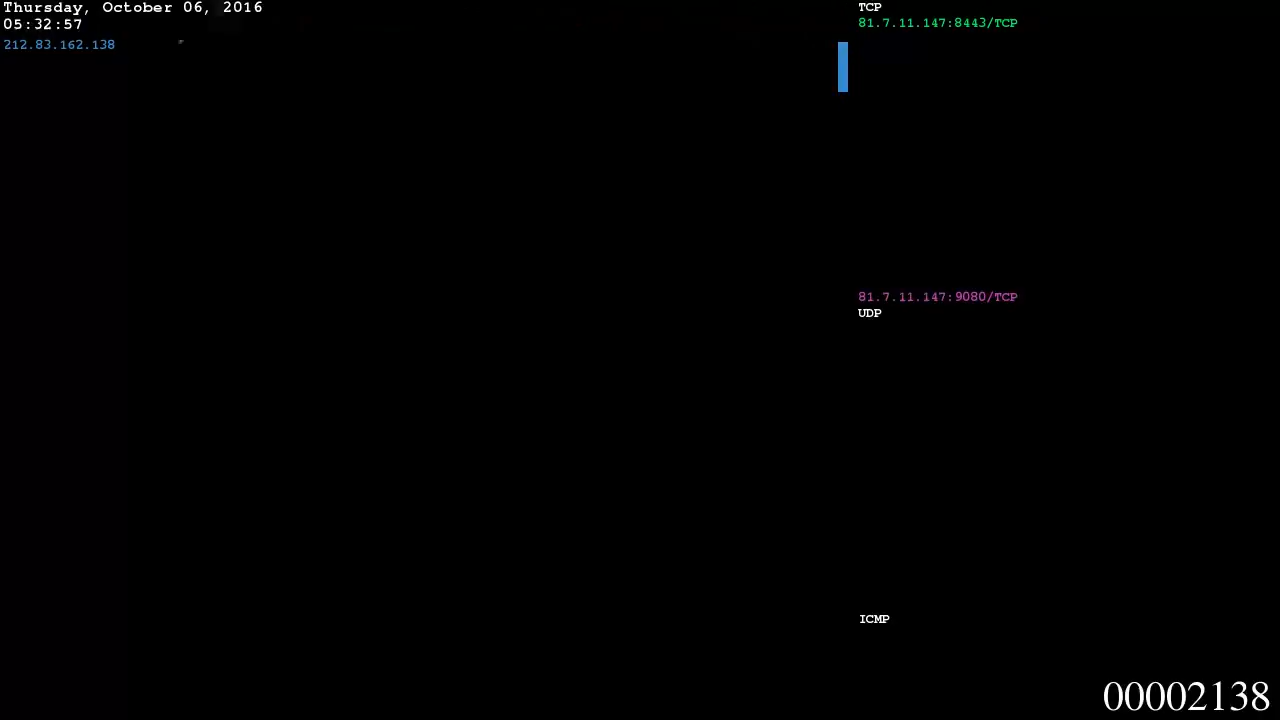 Thursday, October 06, 2016
05:32:57
212.83.162.138
TCP
81.7.11.147:8443/TCP
81.7.11.147:9080/TCP
UDP
ICMP
00002138